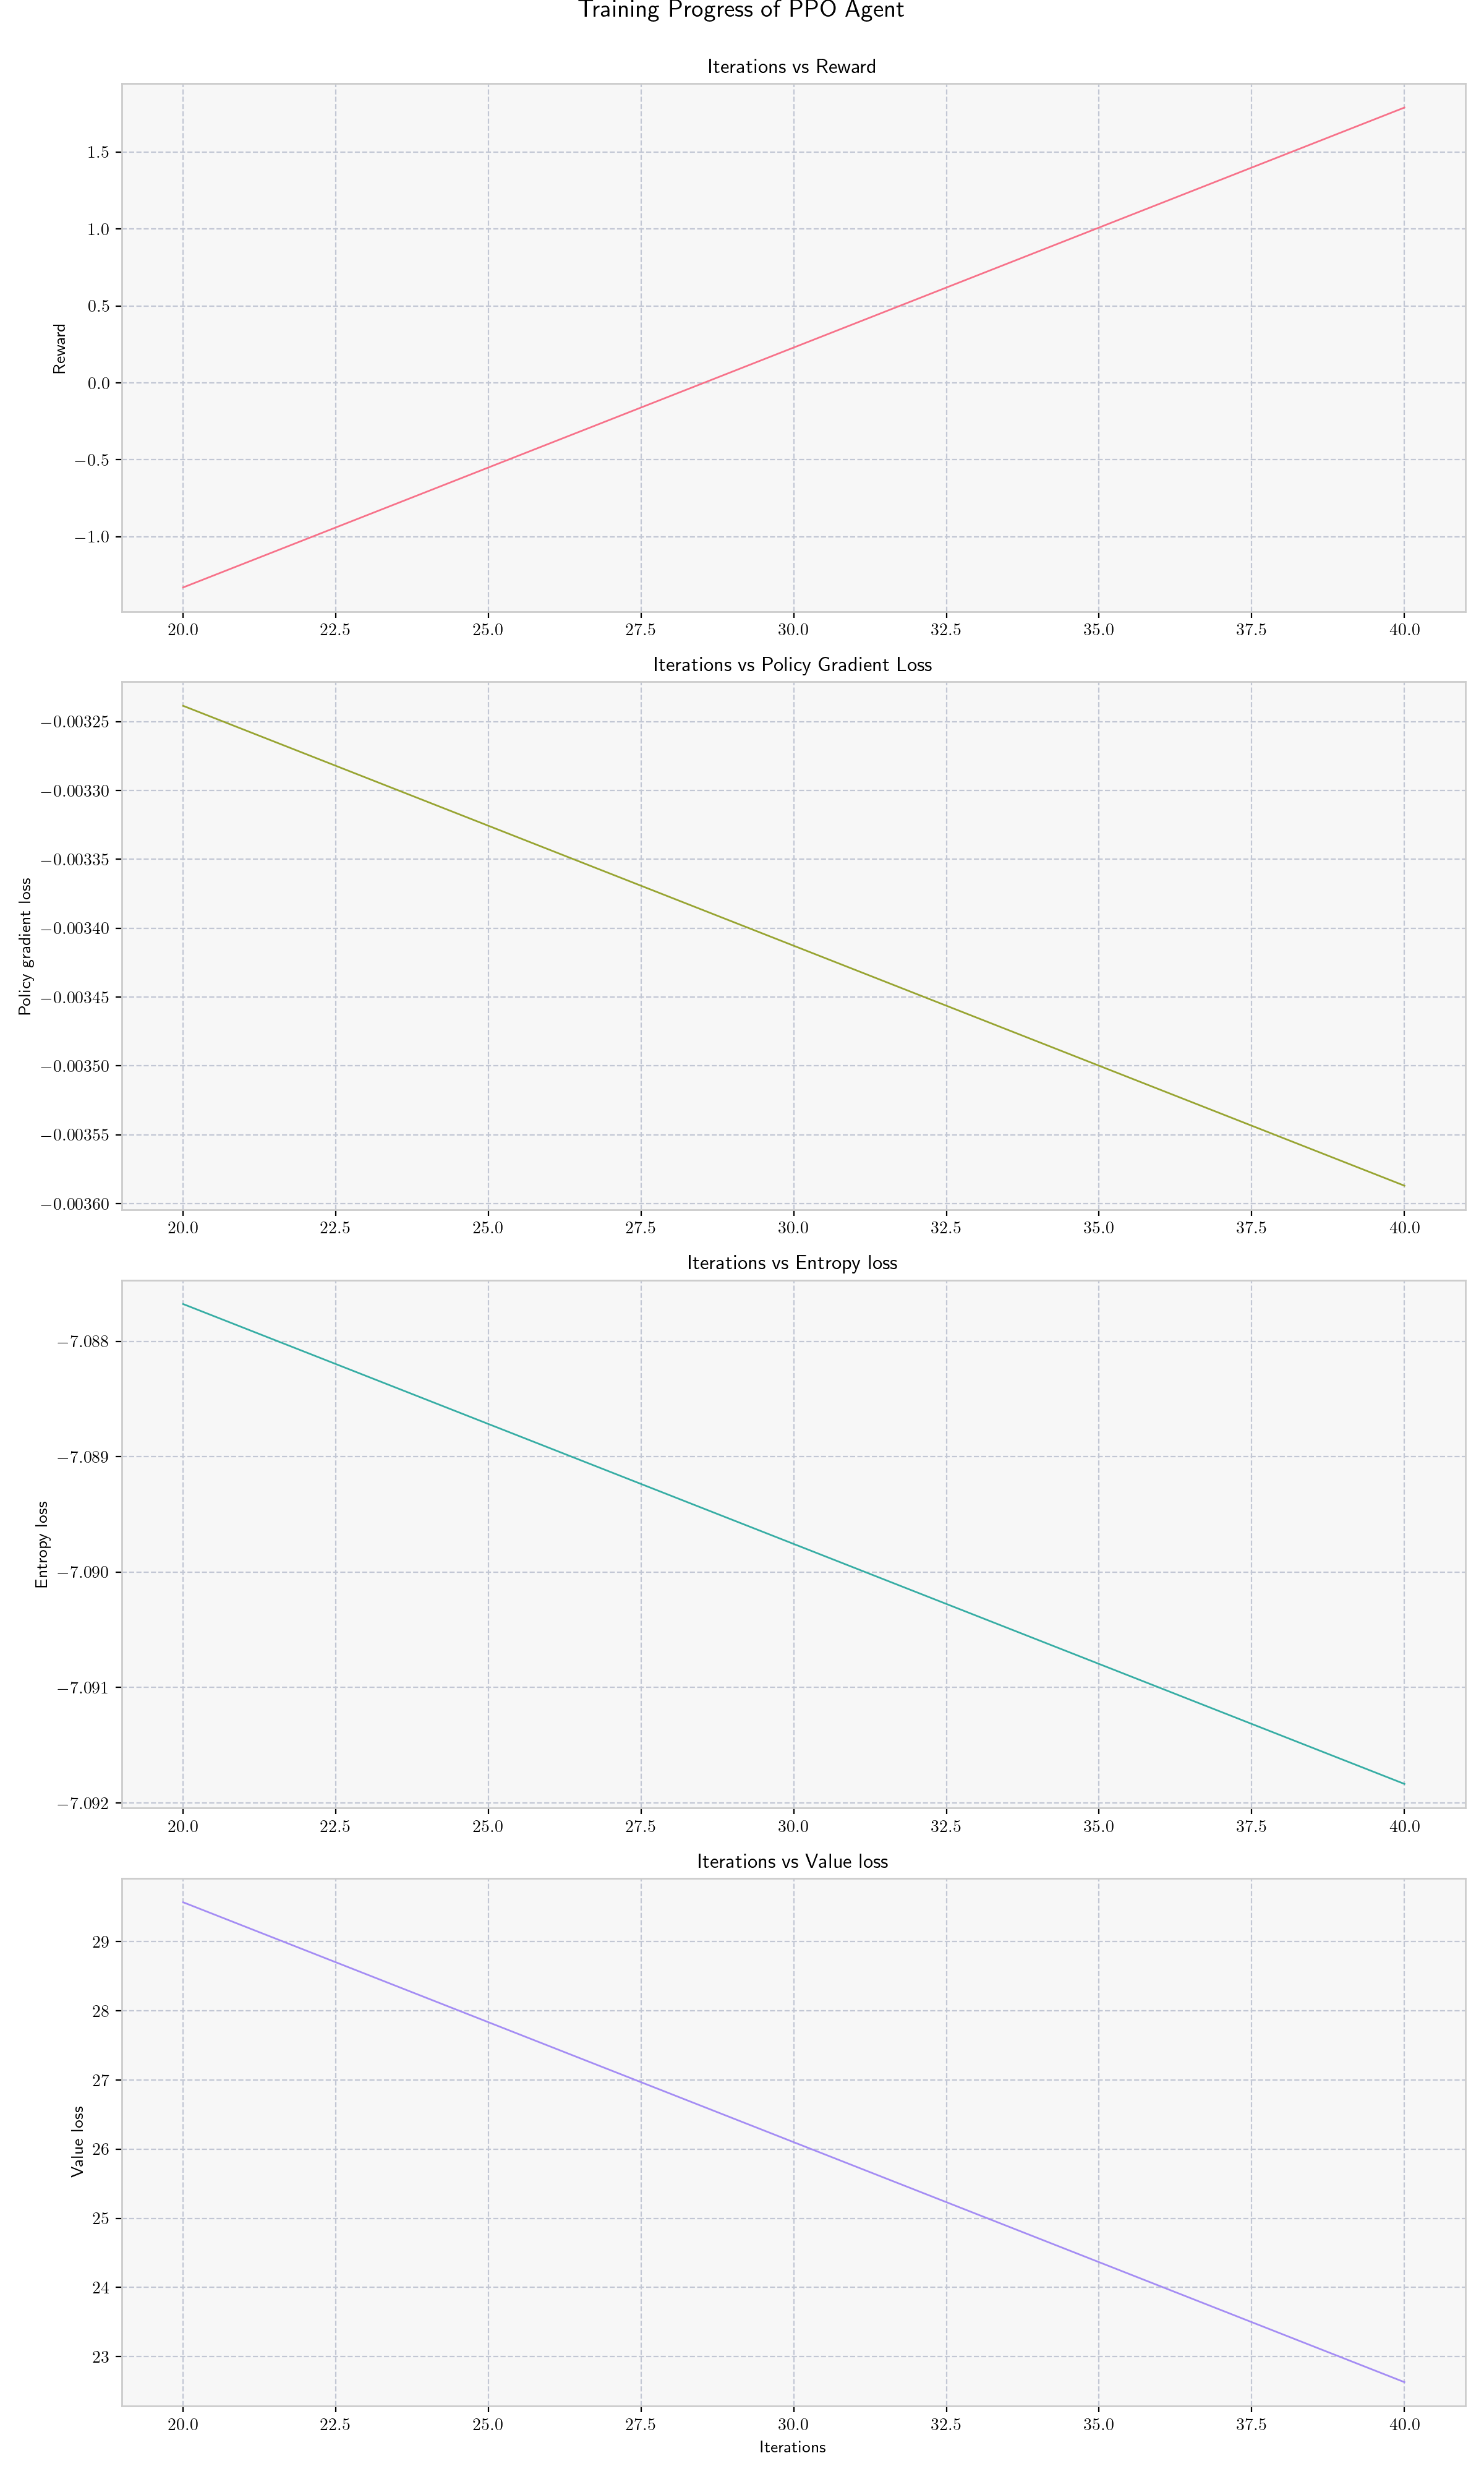 Training Progress of PPO Agent
Iterations vs Reward
Reward
1.5
1.0
0.5
0.0
−0.5
−1.0
20.0 22.5 25.0 27.5 30.0 32.5 35.0 37.5 40.0
Iterations vs Policy Gradient Loss
Policy gradient loss
−0.00325
−0.00330
−0.00335
−0.00340
−0.00345
−0.00350
−0.00355
−0.00360
20.0 22.5 25.0 27.5 30.0 32.5 35.0 37.5 40.0
Iterations vs Entropy loss
Entropy loss
−7.088
−7.089
−7.090
−7.091
−7.092
20.0 22.5 25.0 27.5 30.0 32.5 35.0 37.5 40.0
Iterations vs Value loss
Value loss
29
28
27
26
25
24
23
20.0 22.5 25.0 27.5 30.0 32.5 35.0 37.5 40.0
Iterations